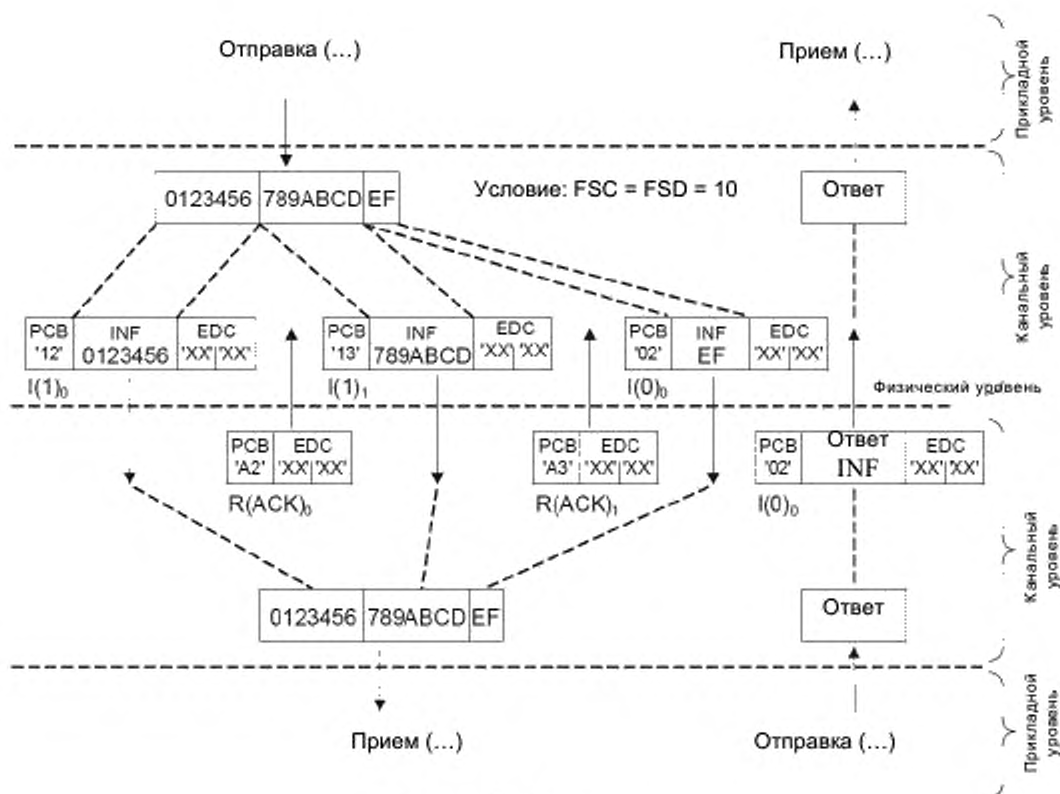 Отправка (...)
Прием (...)
Прикладной
уровень
0123456 789ABCD EF
Условие: FSC = FSD = 10
Ответ
Канальный
уровень
PCB INF EDC
'12' 0123456 'XX' 'XX'
I(1)0
PCB INF EDC
'13' 789ABCD 'XX' 'XX'
I(1)1
PCB INF EDC
'02' EF 'XX' 'XX'
I(0)0
Физический уровень
PCB EDC
'A2' 'XX' 'XX'
R(ACK)0
PCB EDC
'A3' 'XX' 'XX'
R(ACK)1
PCB Ответ EDC
'02' INF 'XX' 'XX'
I(0)0
Канальный
уровень
0123456 789ABCD EF
Ответ
Прием (...)
Отправка (...)
Прикладной
уровень